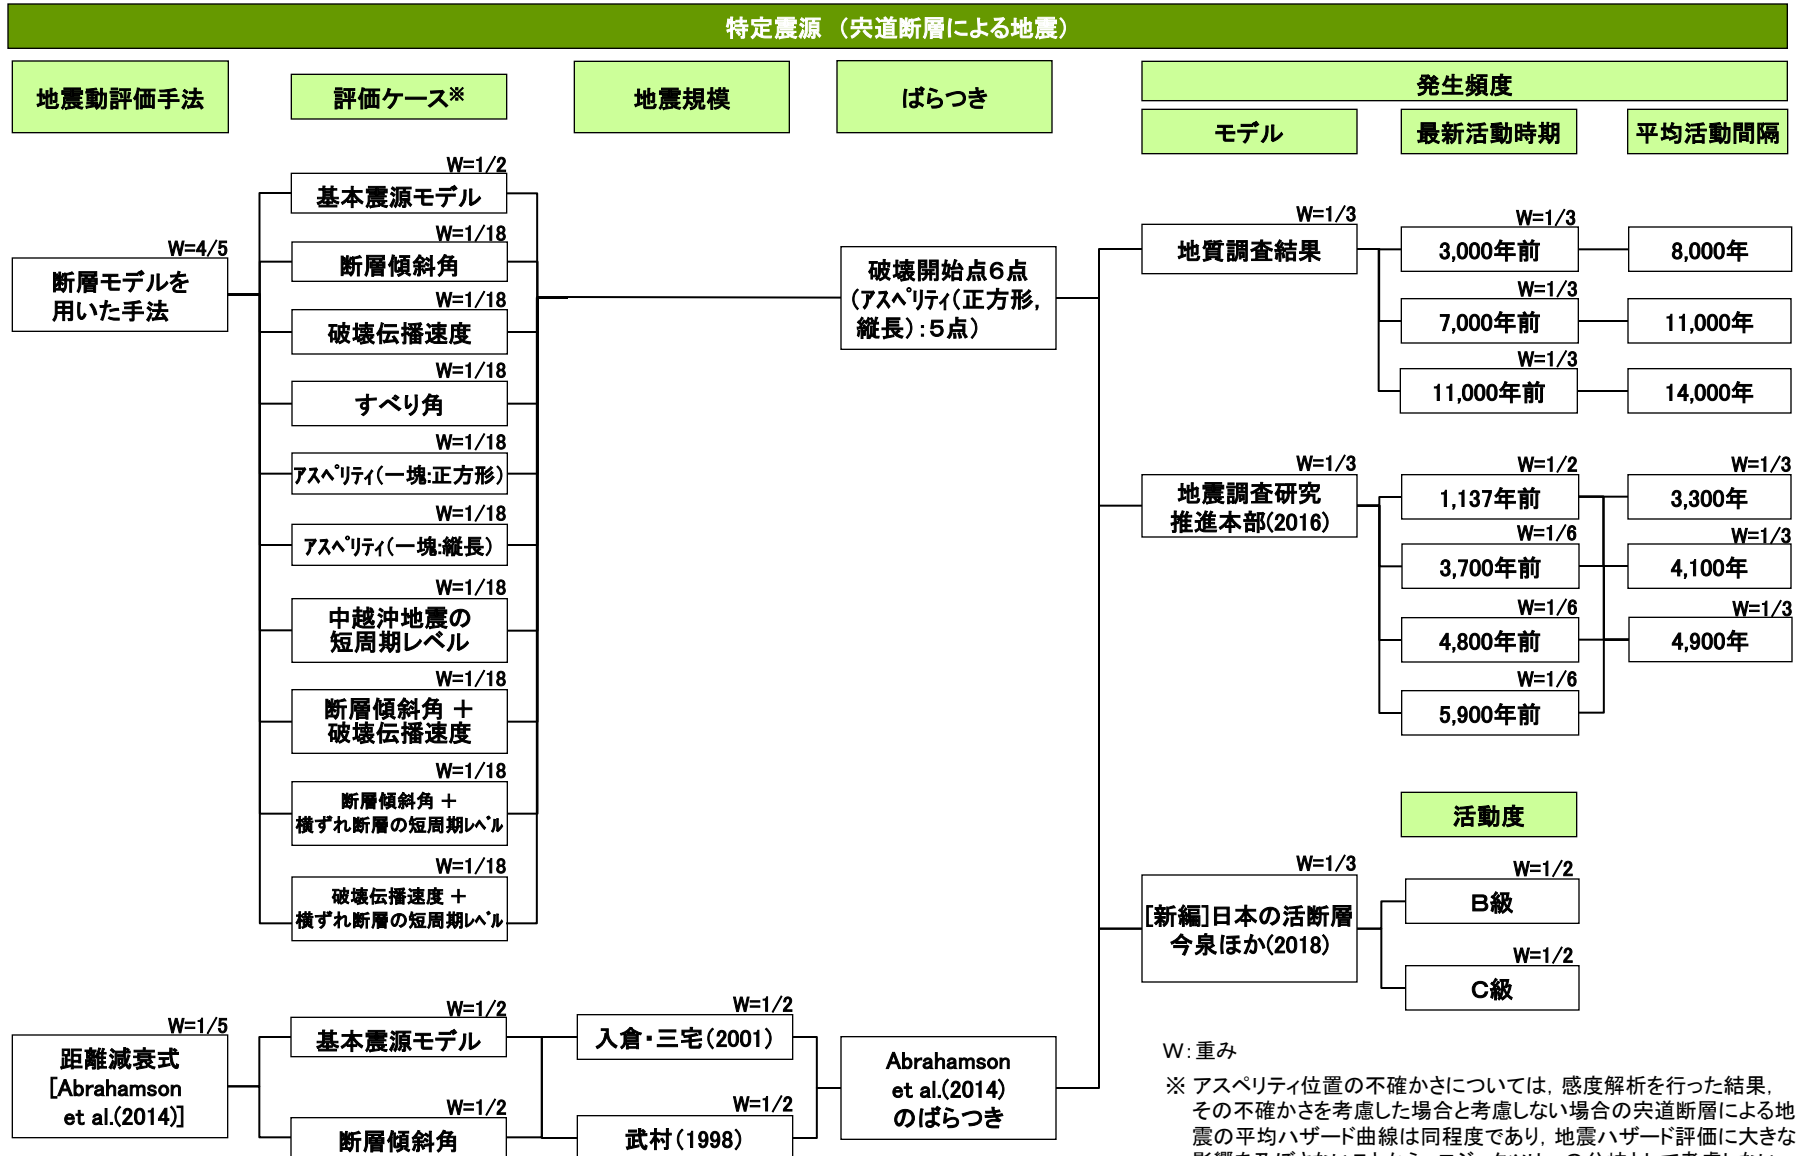 特定震源 （宍道断層による地震）
地震動評価手法
評価ケース※
地震規模
ばらつき
発生頻度
モデル
最新活動時期
平均活動間隔
W=4/5
断層モデルを
用いた手法
W=1/2
基本震源モデル
W=1/18
断層傾斜角
W=1/18
破壊伝播速度
W=1/18
すべり角
W=1/18
アスペリティ(一塊:正方形)
W=1/18
アスペリティ(一塊:縦長)
W=1/18
中越沖地震の
短周期レベル
W=1/18
断層傾斜角 ＋
破壊伝播速度
W=1/18
断層傾斜角 ＋
横ずれ断層の短周期レベル
W=1/18
破壊伝播速度 ＋
横ずれ断層の短周期レベル
破壊開始点６点
(アスペリティ(正方形,
縦長):５点)
W=1/3
地質調査結果
W=1/3
3,000年前
8,000年
W=1/3
7,000年前
11,000年
W=1/3
11,000年前
14,000年
W=1/3
地震調査研究
推進本部(2016)
W=1/2
1,137年前
W=1/6
3,700年前
W=1/6
4,800年前
W=1/6
5,900年前
W=1/3
3,300年
W=1/3
4,100年
W=1/3
4,900年
活動度
W=1/3
[新編]日本の活断層
今泉ほか(2018)
W=1/2
Ｂ級
W=1/2
Ｃ級
W=1/5
距離減衰式
[Abrahamson
et al.(2014)]
W=1/2
基本震源モデル
W=1/2
断層傾斜角
W=1/2
入倉・三宅(2001)
W=1/2
武村(1998)
Abrahamson
et al.(2014)
のばらつき
W:重み
※ アスペリティ位置の不確かさについては, 感度解析を行った結果,
その不確かさを考慮した場合と考慮しない場合の宍道断層による地
震の平均ハザード曲線は同程度であり, 地震ハザード評価に大きな